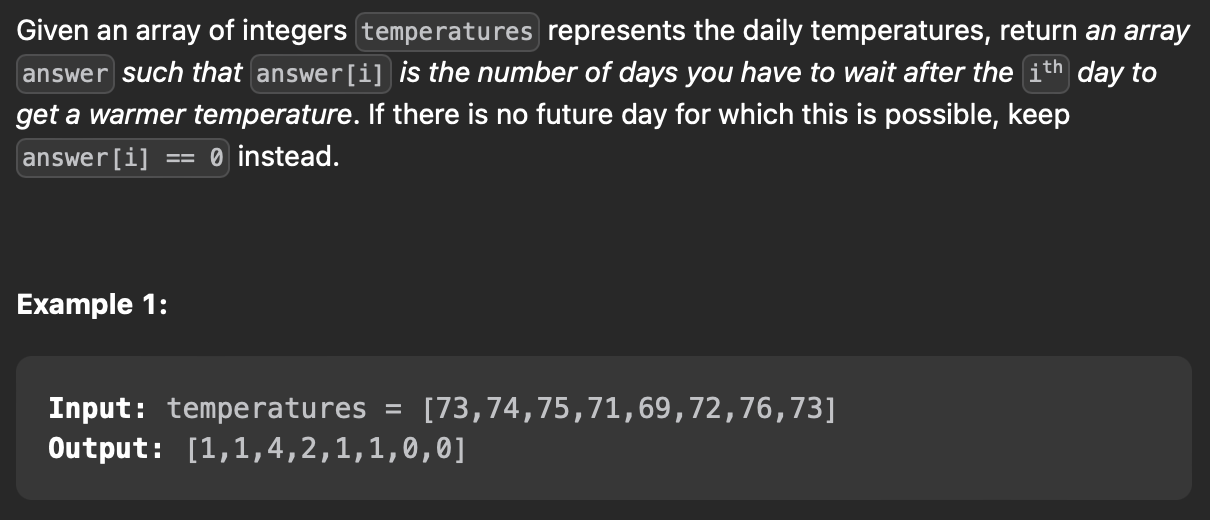 Given an array of integers temperatures represents the daily temperatures, return an array
answer such that answer[i] is the number of days you have to wait after the ith day to
get a warmer temperature. If there is no future day for which this is possible, keep
answer[i] == 0 instead.
Example 1:
Input: temperatures = [73,74,75,71,69,72,76,73]
Output: [1,1,4,2,1,1,0,0]